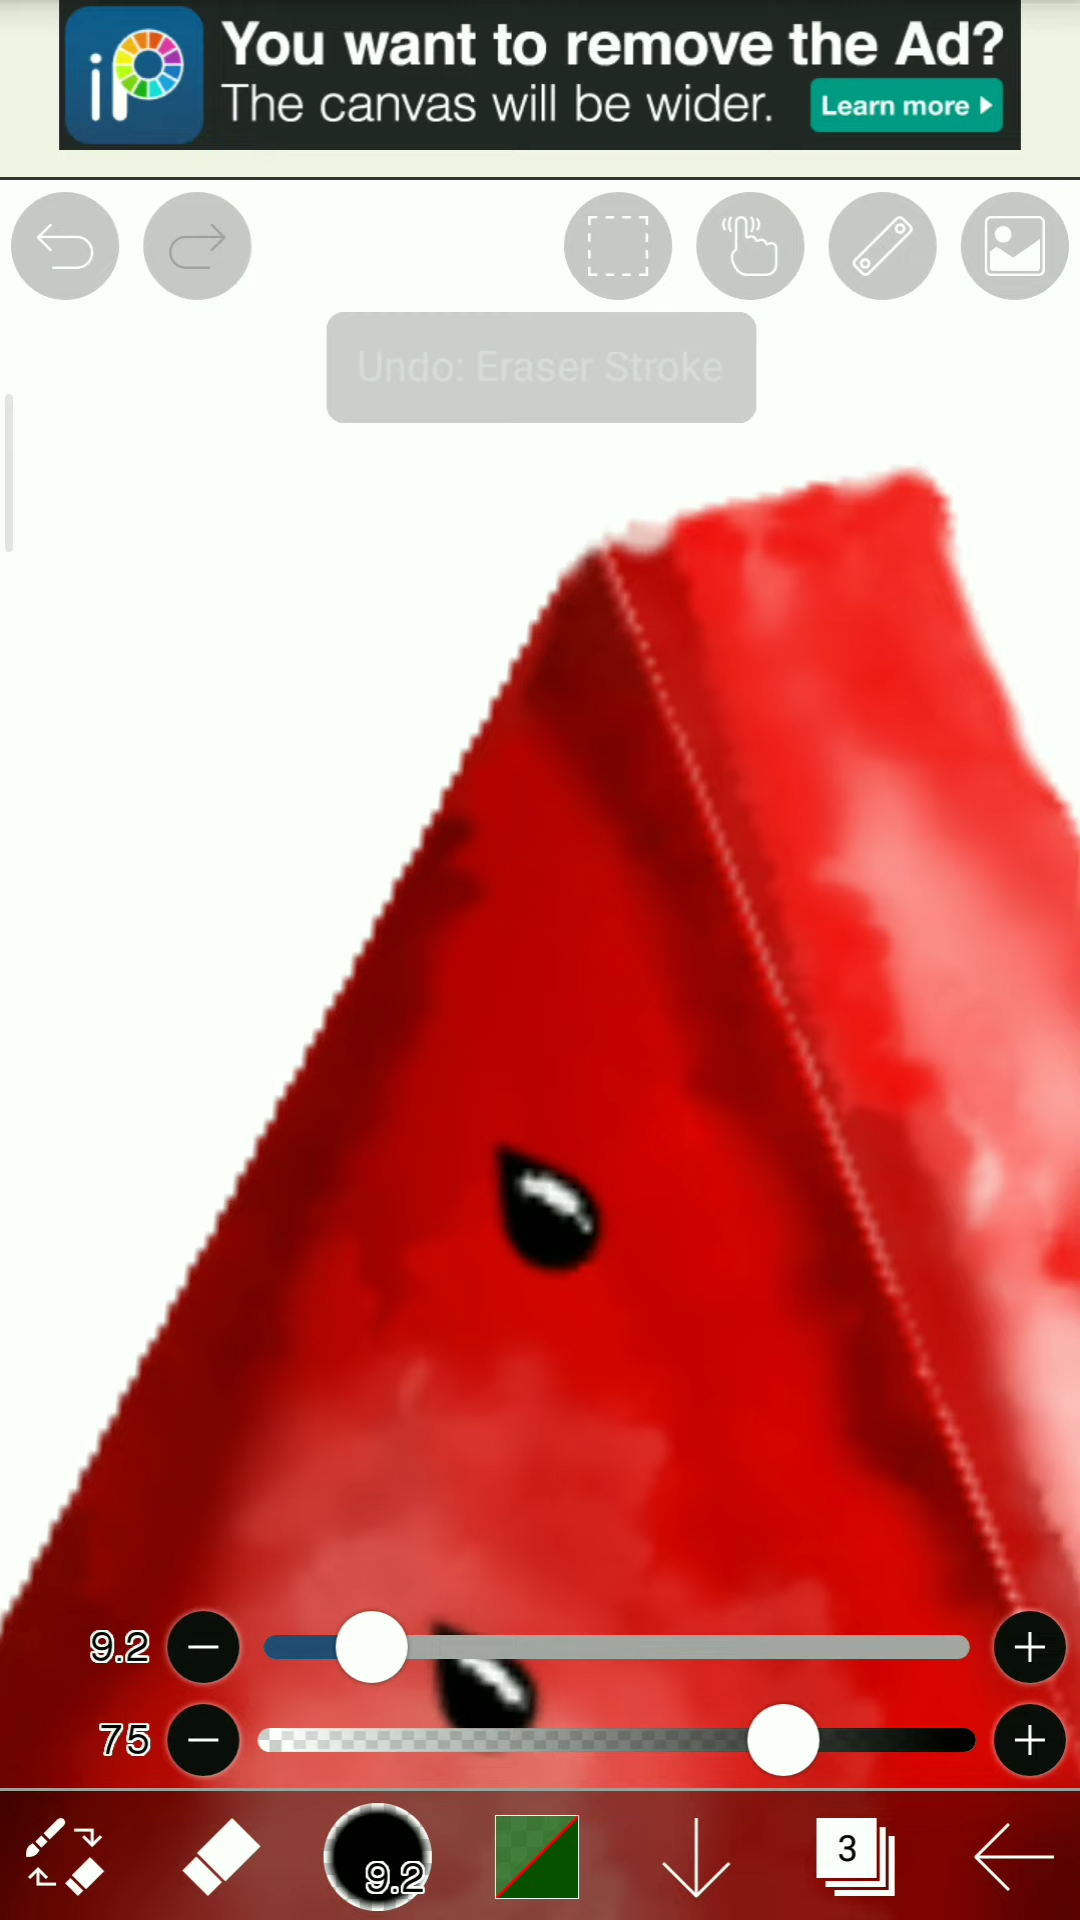 iP
You want to remove the Ad?
The canvas will be wider.
Learn more
Undo: Eraser Stroke
9.2
75
9.2
3